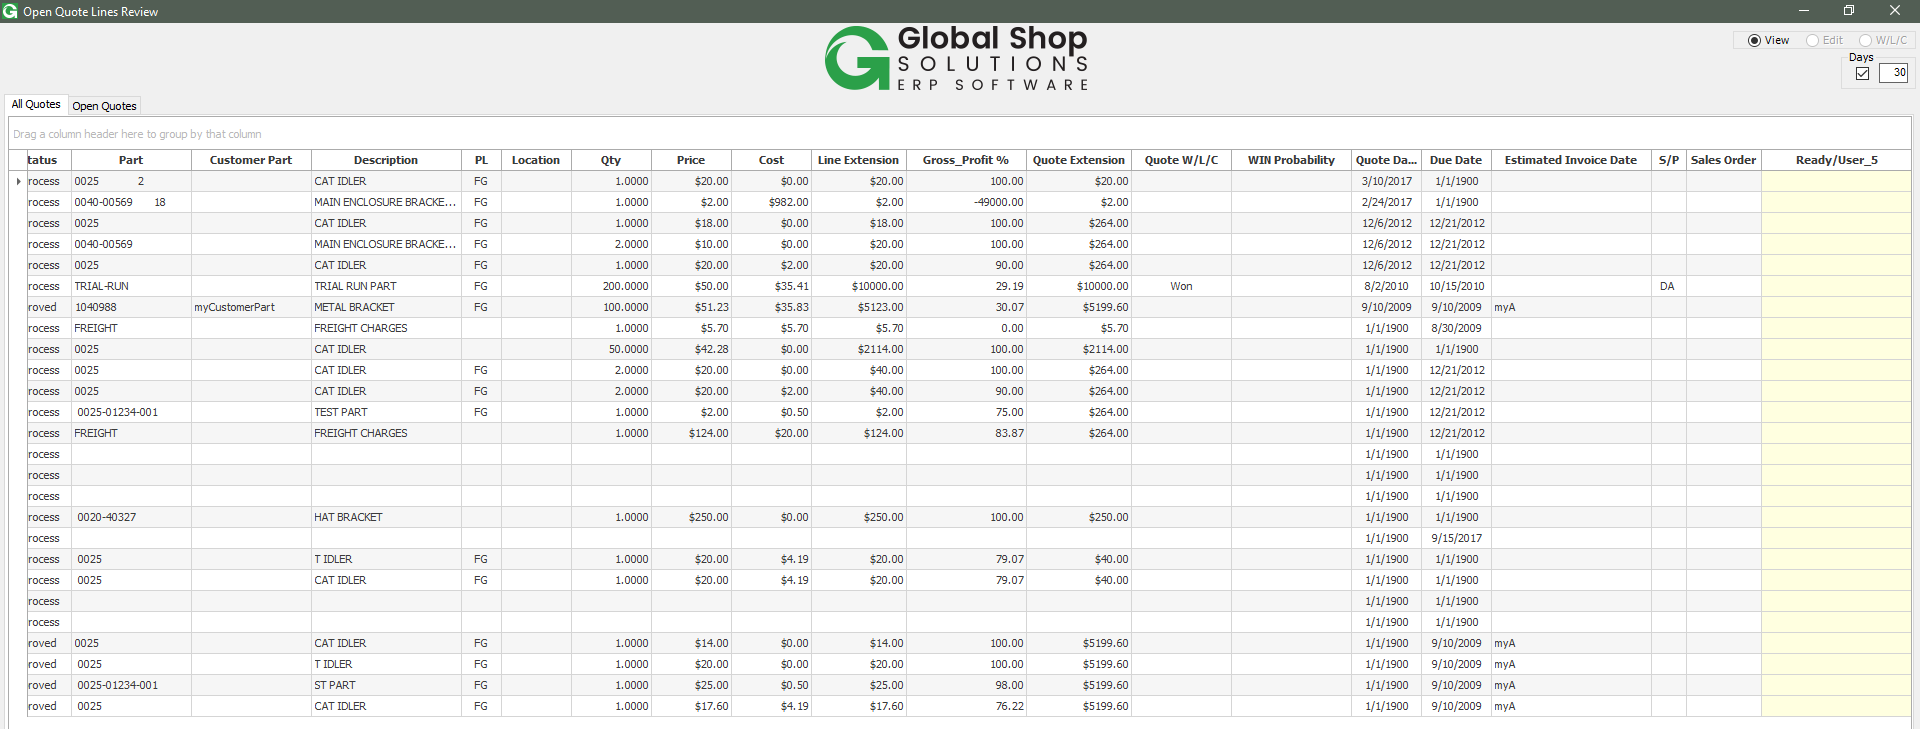 Open Quote Lines Review
Global Shop
SOLUTIONS
ERP SOFTWARE
View Edit W/L/C
Days
30
All Quotes Open Quotes
Drag a column header here to group by that column
tatus Part Customer Part Description PL Location Qty Price Cost Line Extension Gross_Profit % Quote Extension Quote W/L/C WIN Probability Quote Da... Due Date Estimated Invoice Date S/P Sales Order Ready/User_5
rocess 0025 2 CAT IDLER FG 1.0000 $20.00 $0.00 $20.00 100.00 $20.00 3/10/2017 1/1/1900
rocess 0040-00569 18 MAIN ENCLOSURE BRACKE... FG 1.0000 $2.00 $982.00 $2.00 -49000.00 $2.00 2/24/2017 1/1/1900
rocess 0025 CAT IDLER FG 1.0000 $18.00 $0.00 $18.00 100.00 $264.00 12/6/2012 12/21/2012
rocess 0040-00569 MAIN ENCLOSURE BRACKE... FG 2.0000 $10.00 $0.00 $20.00 100.00 $264.00 12/6/2012 12/21/2012
rocess 0025 CAT IDLER FG 1.0000 $20.00 $2.00 $20.00 90.00 $264.00 12/6/2012 12/21/2012
rocess TRIAL-RUN TRIAL RUN PART FG 200.0000 $50.00 $35.41 $10000.00 29.19 $10000.00 Won 8/2/2010 10/15/2010 DA
roved 1040988 myCustomerPart METAL BRACKET FG 100.0000 $51.23 $35.83 $5123.00 30.07 $5199.60 9/10/2009 9/10/2009 myA
rocess FREIGHT FREIGHT CHARGES 1.0000 $5.70 $5.70 $5.70 0.00 $5.70 1/1/1900 8/30/2009
rocess 0025 CAT IDLER 50.0000 $42.28 $0.00 $2114.00 100.00 $2114.00 1/1/1900 1/1/1900
rocess 0025 CAT IDLER FG 2.0000 $20.00 $0.00 $40.00 100.00 $264.00 1/1/1900 12/21/2012
rocess 0025 CAT IDLER FG 2.0000 $20.00 $2.00 $40.00 90.00 $264.00 1/1/1900 12/21/2012
rocess 0025-01234-001 TEST PART FG 1.0000 $2.00 $0.50 $2.00 75.00 $264.00 1/1/1900 12/21/2012
rocess FREIGHT FREIGHT CHARGES 1.0000 $124.00 $20.00 $124.00 83.87 $264.00 1/1/1900 12/21/2012
rocess 1/1/1900 1/1/1900
rocess 1/1/1900 1/1/1900
rocess 1/1/1900 1/1/1900
rocess 0020-40327 HAT BRACKET 1.0000 $250.00 $0.00 $250.00 100.00 $250.00 1/1/1900 1/1/1900
rocess 1/1/1900 9/15/2017
rocess 0025 T IDLER FG 1.0000 $20.00 $4.19 $20.00 79.07 $40.00 1/1/1900 1/1/1900
rocess 0025 CAT IDLER FG 1.0000 $20.00 $4.19 $20.00 79.07 $40.00 1/1/1900 1/1/1900
rocess 1/1/1900 1/1/1900
rocess 1/1/1900 1/1/1900
roved 0025 CAT IDLER FG 1.0000 $14.00 $0.00 $14.00 100.00 $5199.60 1/1/1900 9/10/2009 myA
roved 0025 T IDLER FG 1.0000 $20.00 $0.00 $20.00 100.00 $5199.60 1/1/1900 9/10/2009 myA
roved 0025-01234-001 ST PART FG 1.0000 $25.00 $0.50 $25.00 98.00 $5199.60 1/1/1900 9/10/2009 myA
roved 0025 CAT IDLER FG 1.0000 $17.60 $4.19 $17.60 76.22 $5199.60 1/1/1900 9/10/2009 myA